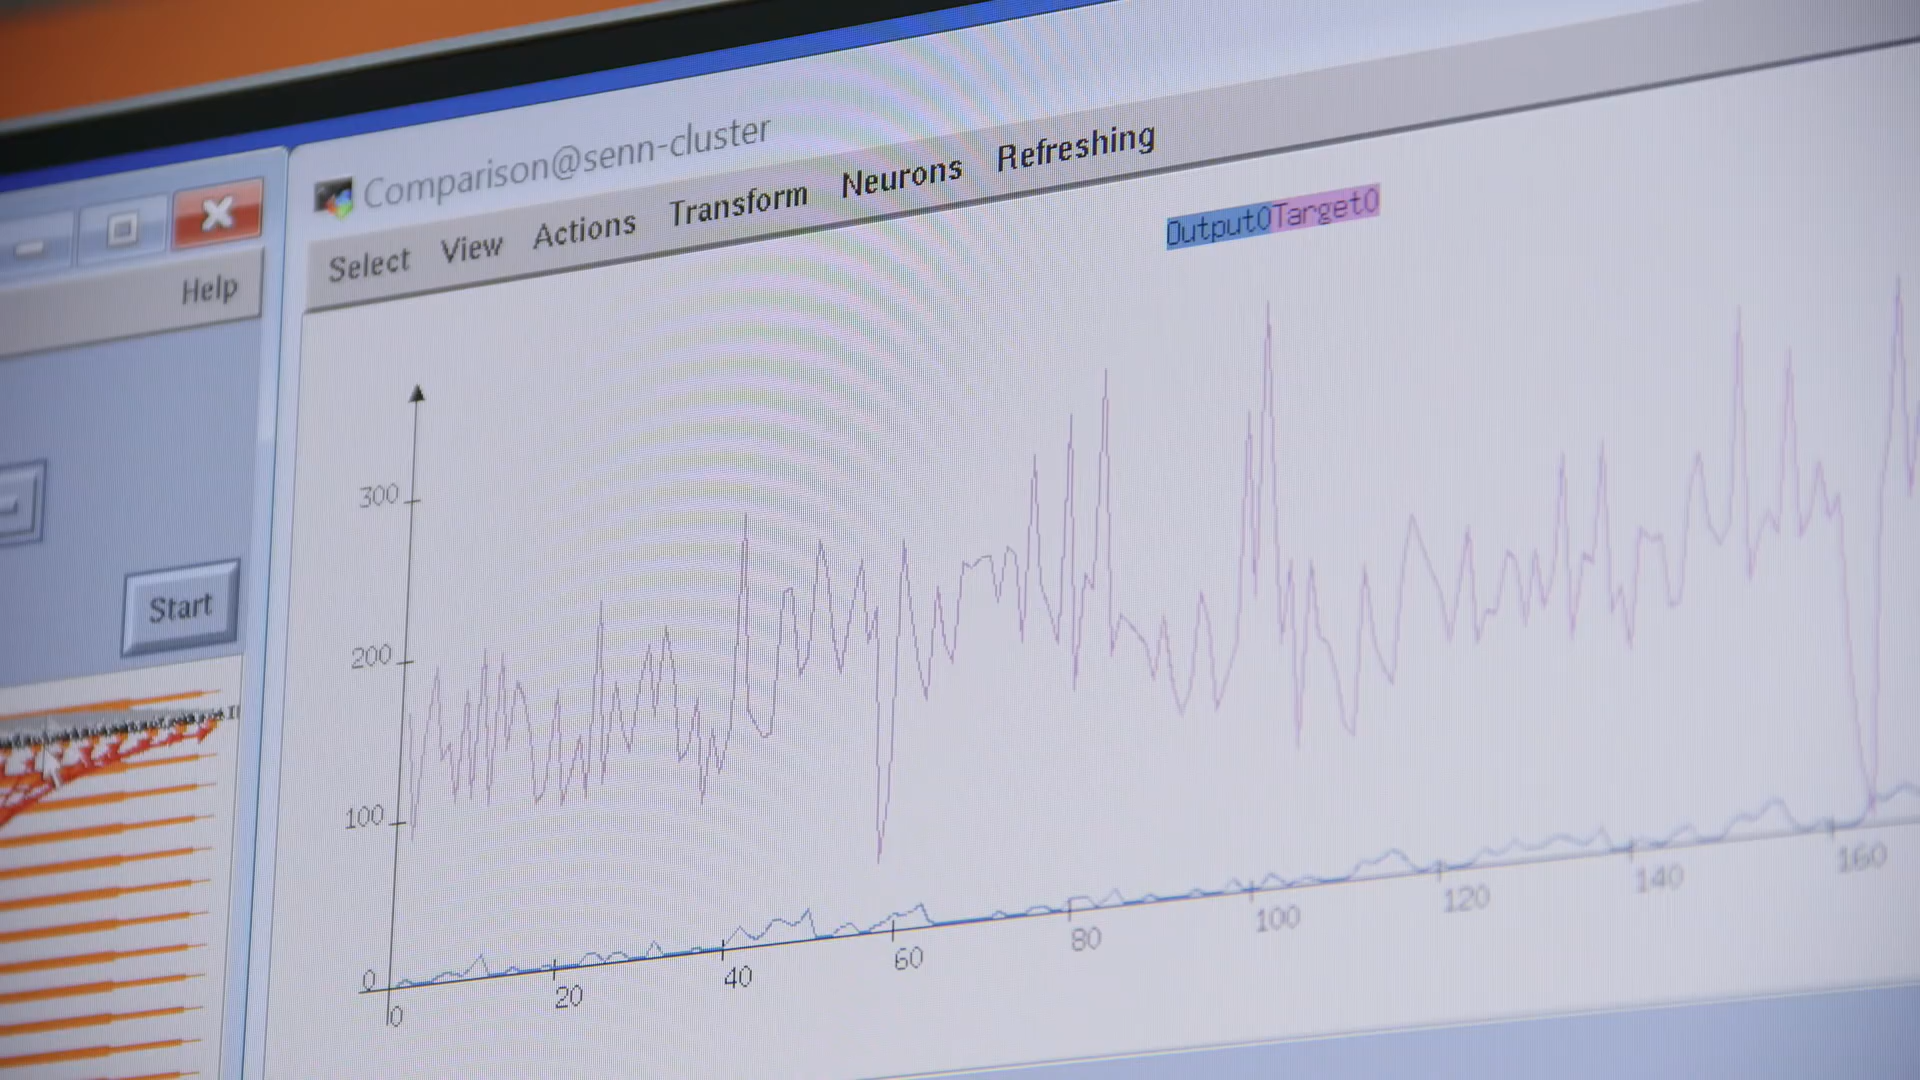 Comparison@senn-cluster
Select View Actions Transform Neurons Refreshing
Help
Output0Target0
Start
300
200
100
0
0 20 40 60 80 100 120 140 160